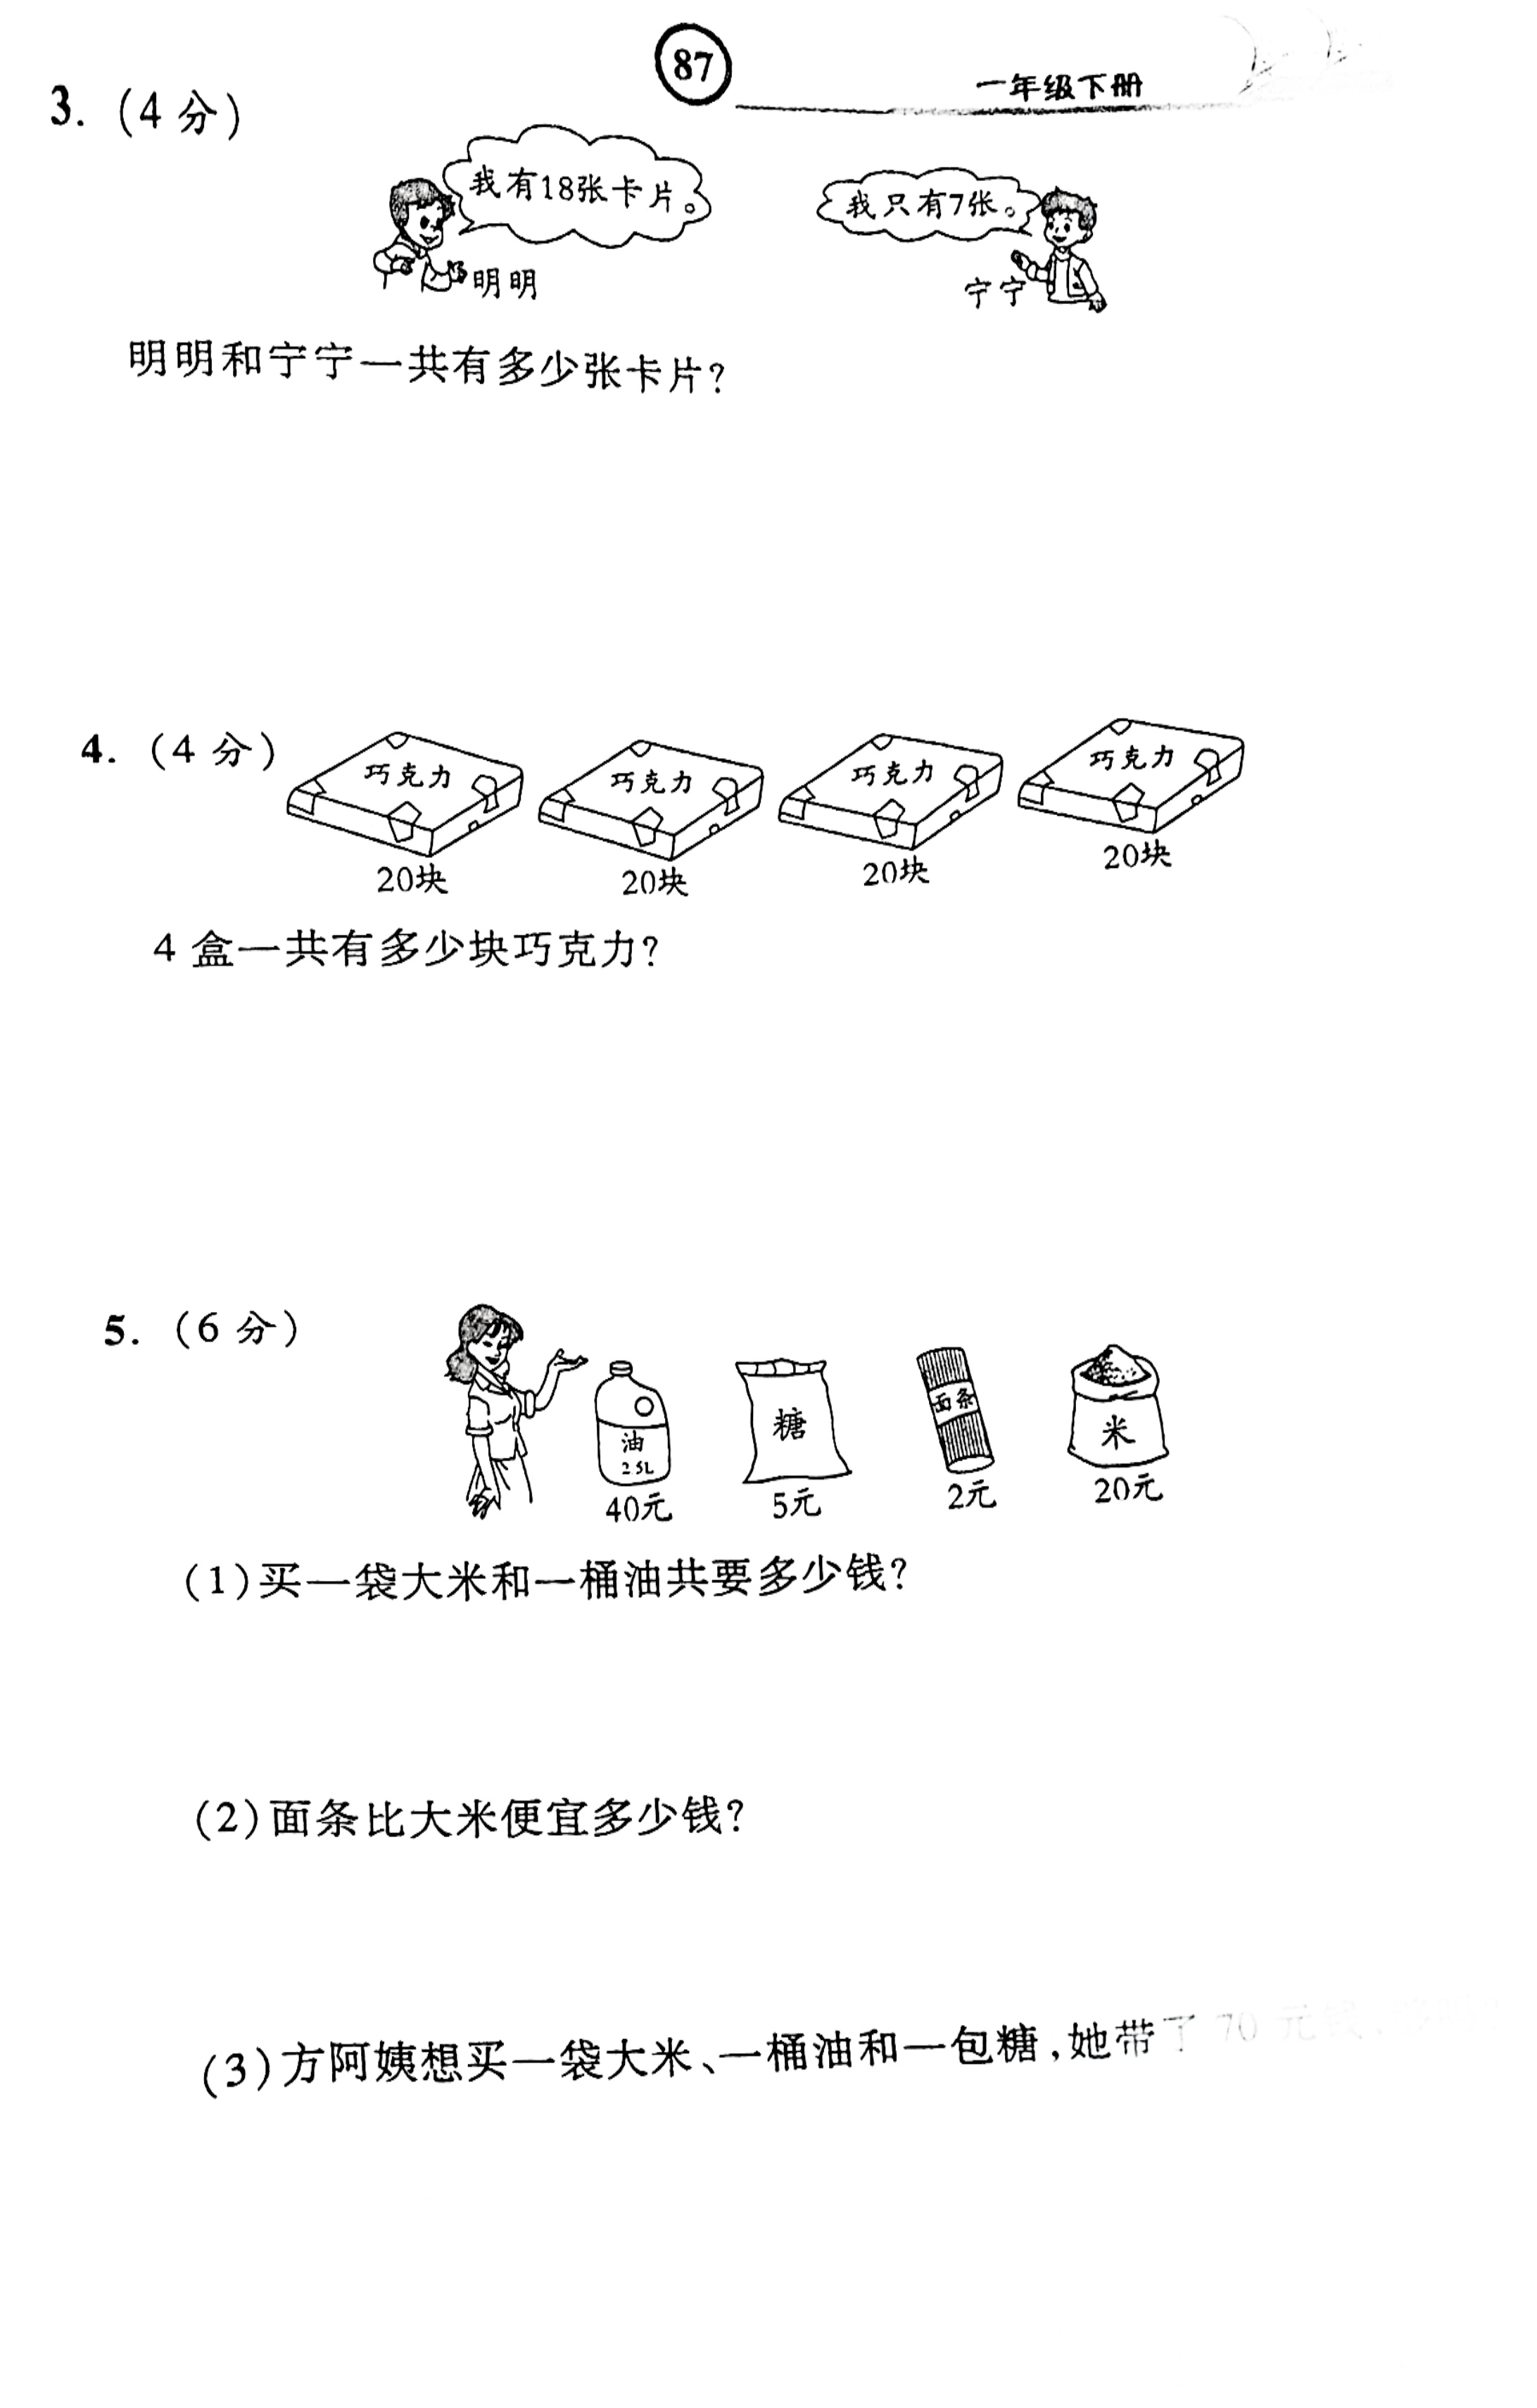 87
一年级下册
3. (4 分)
我有18张卡片。
我只有7张。
明明
宁宁
明明和宁宁一共有多少张卡片?
4. (4 分)
巧克力 巧克力 巧克力 巧克力
20块 20块 20块 20块
4 盒一共有多少块巧克力?
5. (6 分)
油 糖 面条 米
2.5L
40元 5元 2元 20元
(1)买一袋大米和一桶油共要多少钱?
(2)面条比大米便宜多少钱?
(3)方阿姨想买一袋大米、一桶油和一包糖,她带了 70 元钱,